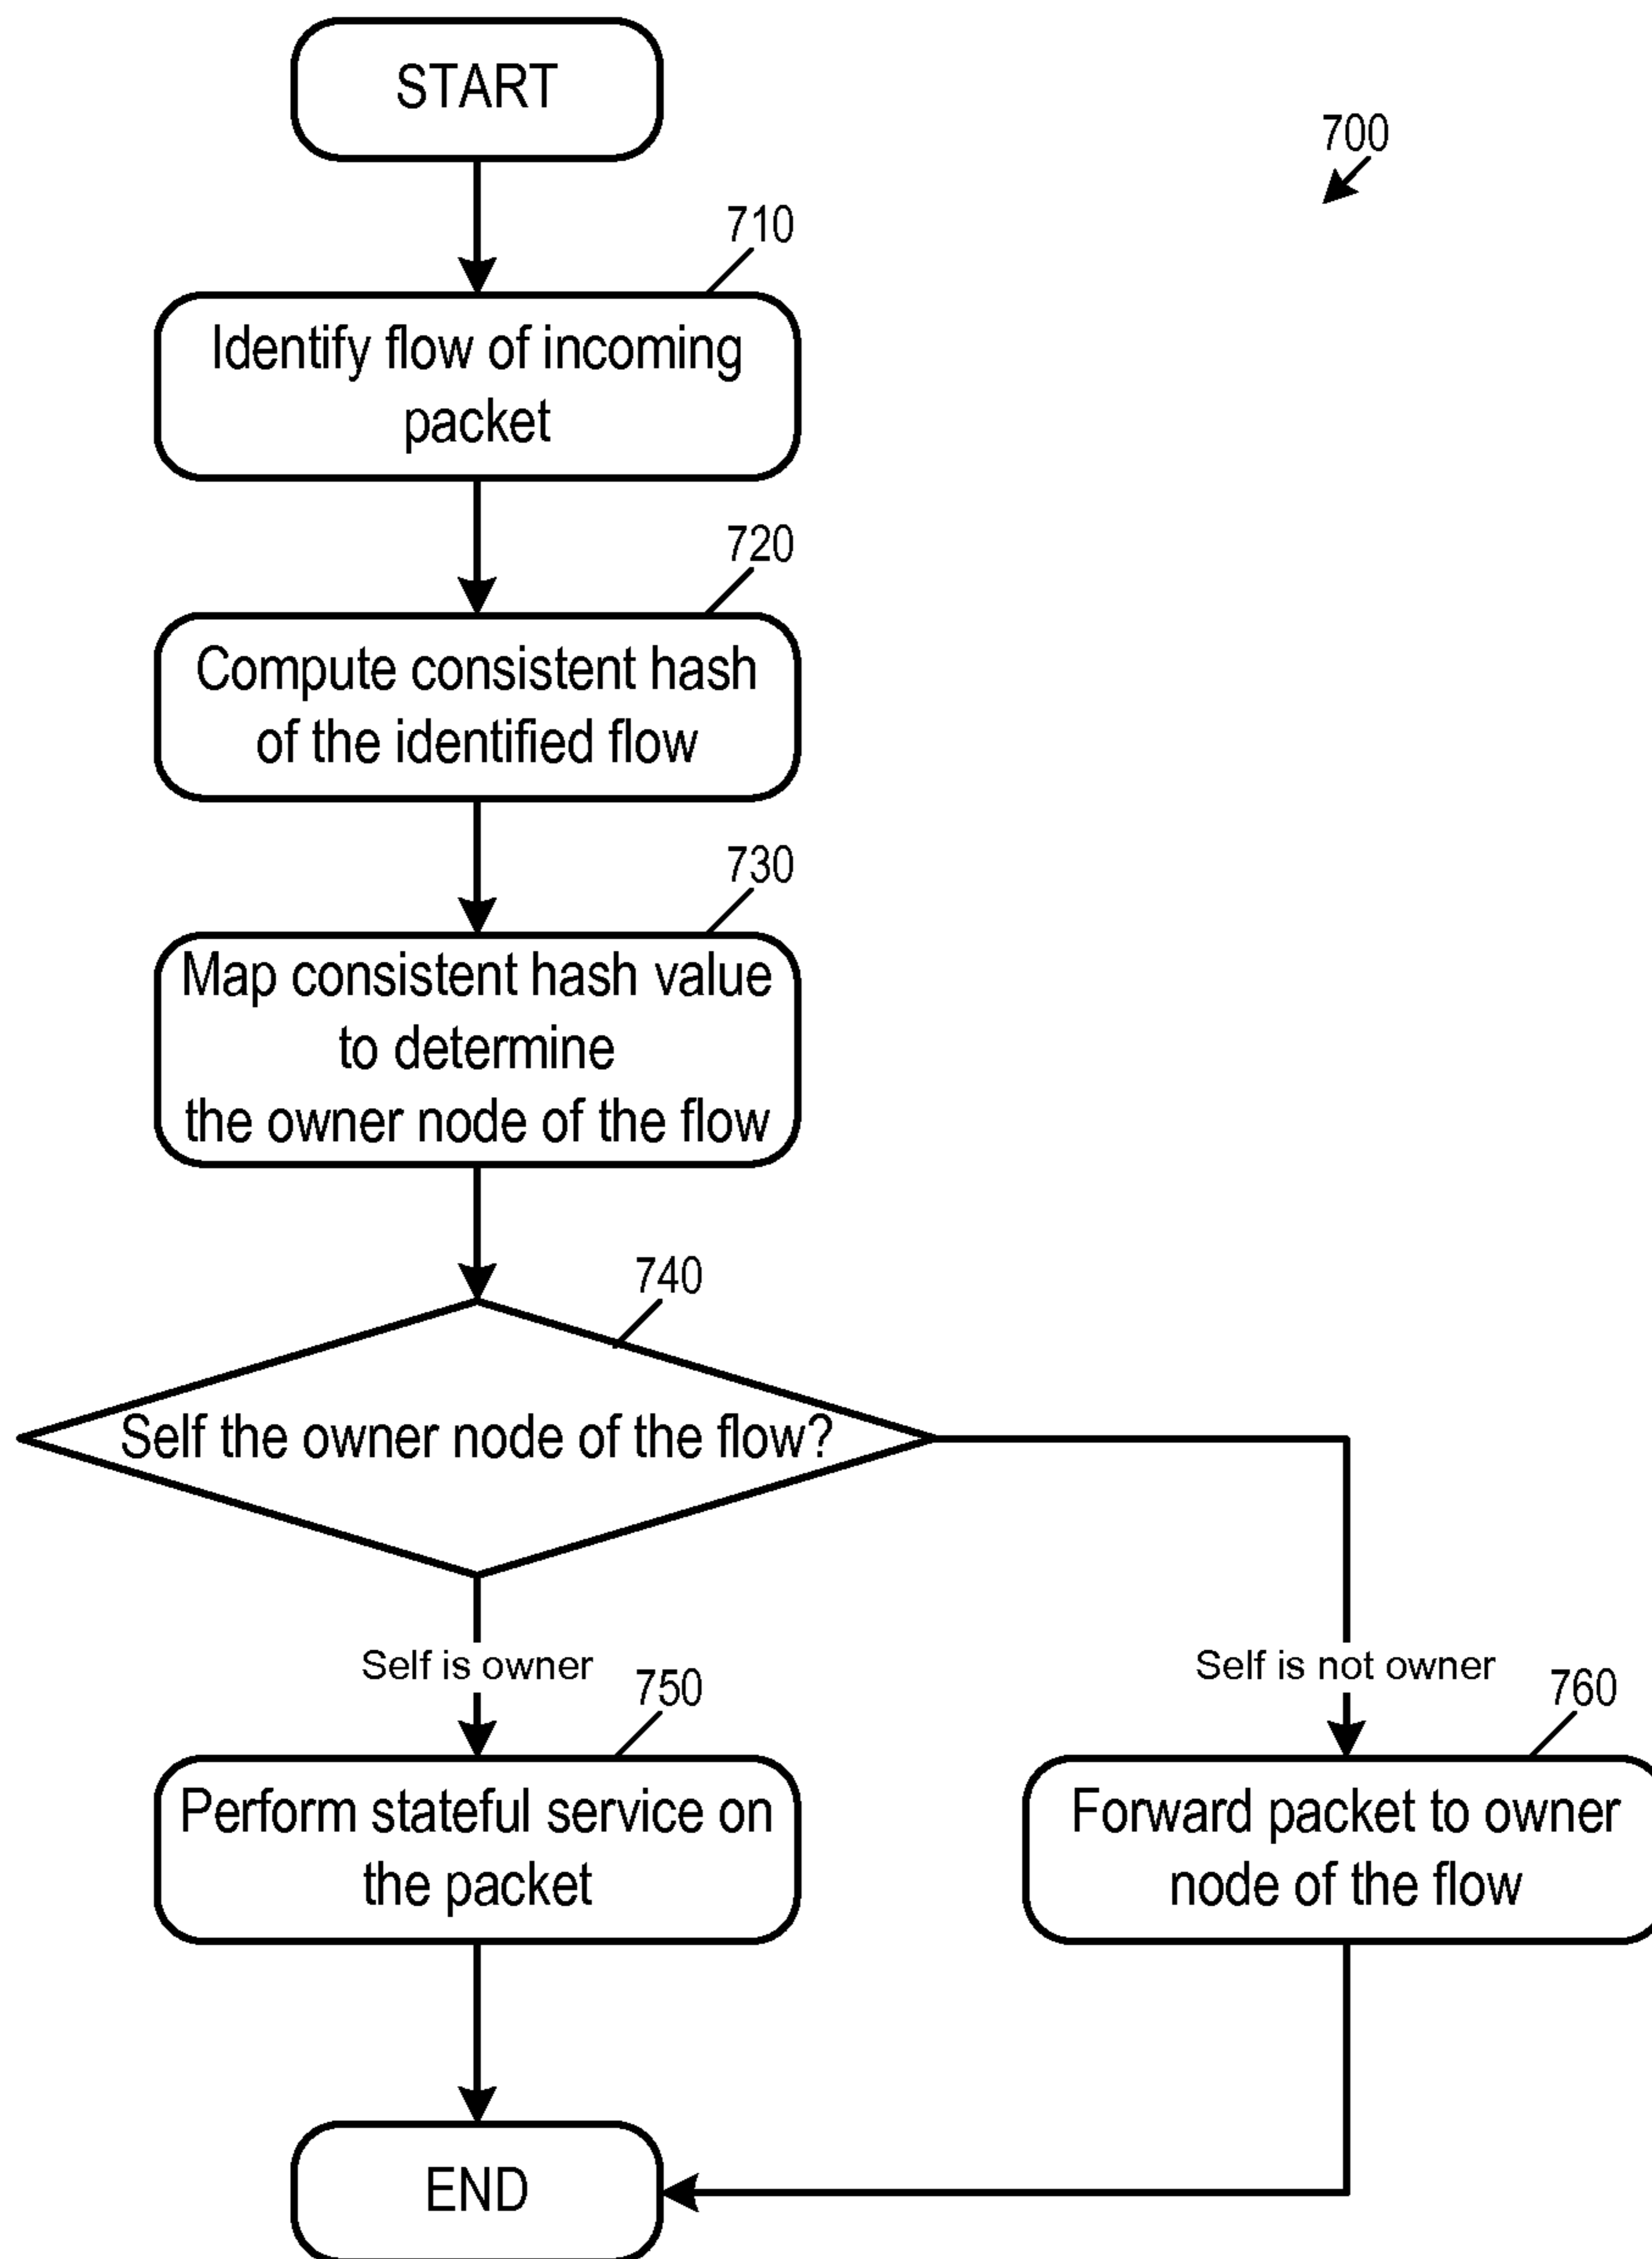 START
700
710
Identify flow of incoming
packet
720
Compute consistent hash
of the identified flow
730
Map consistent hash value
to determine
the owner node of the flow
740
Self the owner node of the flow?
Self is owner
Self is not owner
750
760
Perform stateful service on
the packet
Forward packet to owner
node of the flow
END